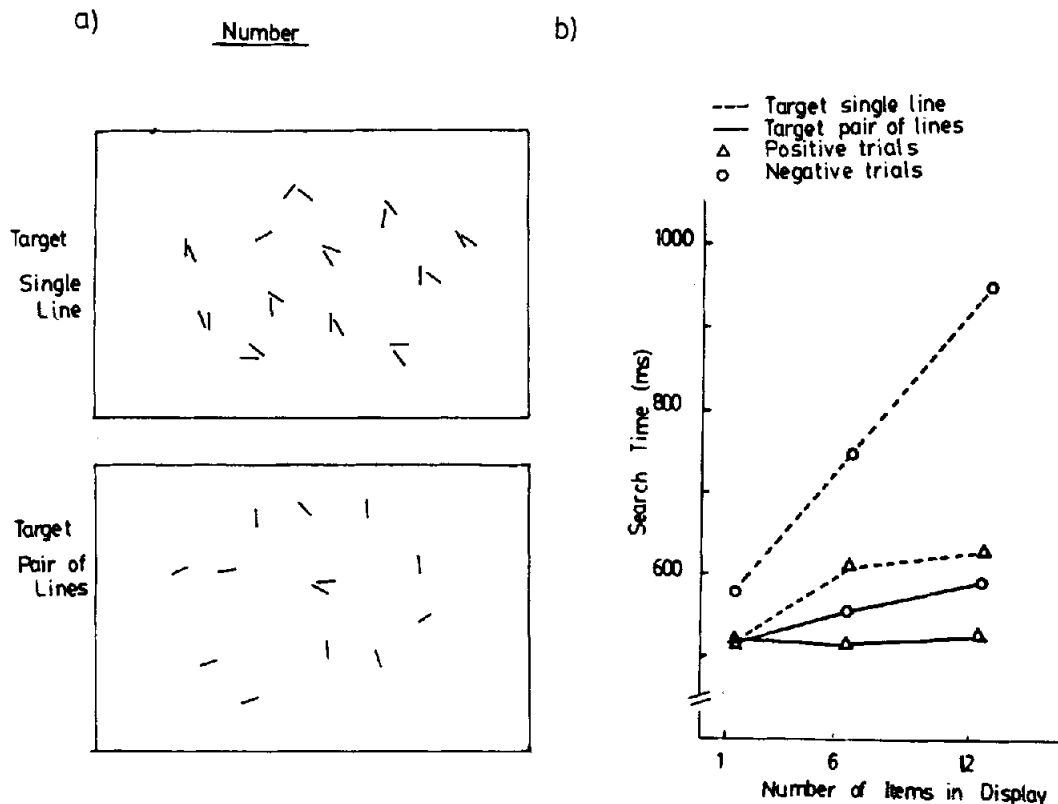 a)
Number
Target
Single
Line
Target
Pair of
Lines
b)
Target single line
Target pair of lines
Positive trials
Negative trials
1000
800
600
Search Time (ms)
1
6
12
Number of Items in Display